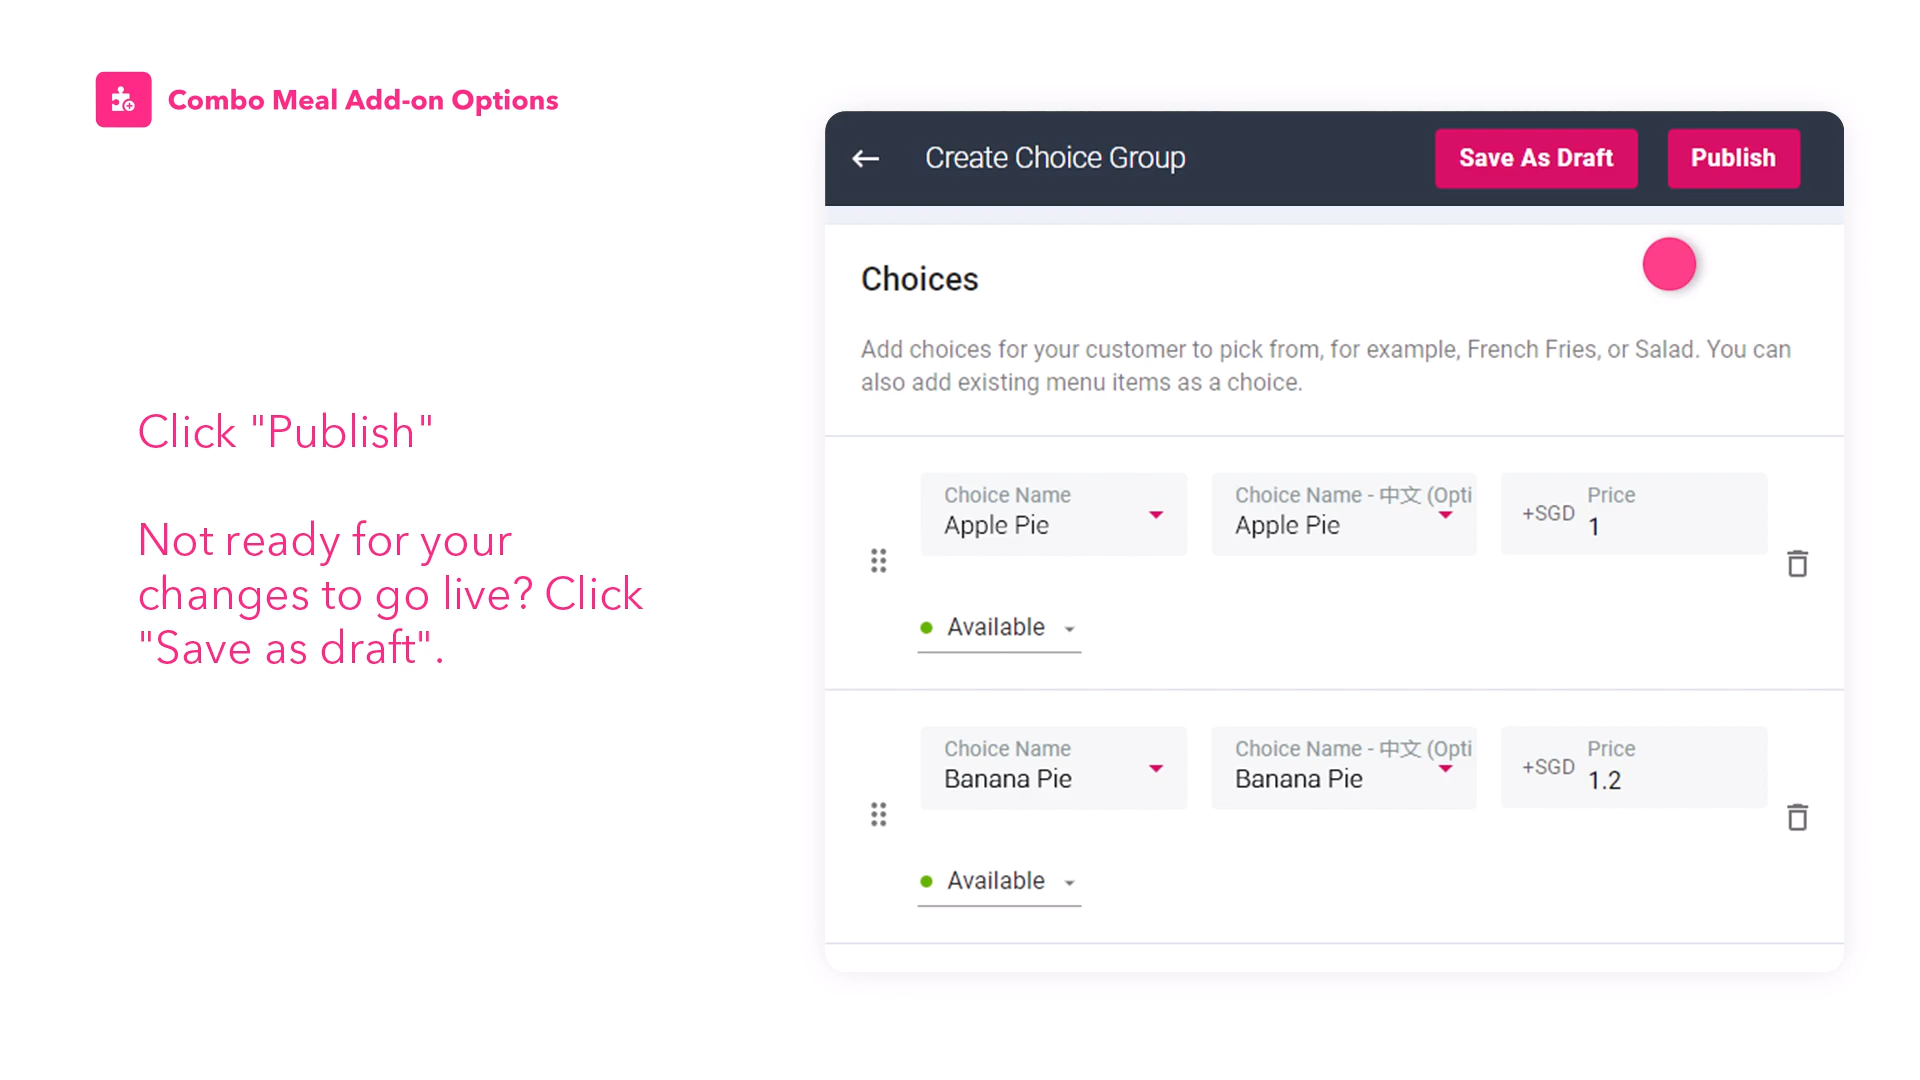 Combo Meal Add-on Options
Click "Publish"
Not ready for your
changes to go live? Click
"Save as draft".
Create Choice Group
Save As Draft
Publish
Choices
Add choices for your customer to pick from, for example, French Fries, or Salad. You can
also add existing menu items as a choice.
Choice Name
Apple Pie
Choice Name - 中文 (Opti
Apple Pie
+SGD
Price
1
Available
Choice Name
Banana Pie
Choice Name - 中文 (Opti
Banana Pie
+SGD
Price
1.2
Available